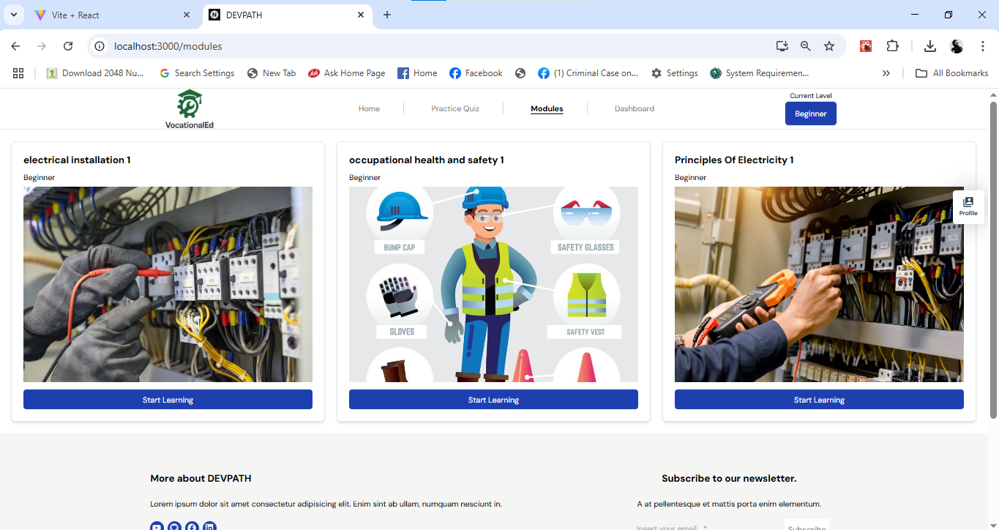 Vite + React
DEVPATH
localhost:3000/modules
Download 2048 Nu...
Search Settings
New Tab
Ask Home Page
Home
Facebook
(1) Criminal Case on...
Settings
System Requiremen...
All Bookmarks
VocationalEd
Home
Practice Quiz
Modules
Dashboard
Current Level
Beginner
electrical installation 1
Beginner
Start Learning
occupational health and safety 1
Beginner
BUMP CAP
SAFETY GLASSES
GLOVES
SAFETY VEST
Start Learning
Principles Of Electricity 1
Beginner
Start Learning
Profile
More about DEVPATH
Lorem ipsum dolor sit amet consectetur adipisicing elit. Enim sint ab ullam, numquam nesciunt in.
Subscribe to our newsletter.
A at pellentesque et mattis porta enim elementum.
Insert your email *
Subscribe